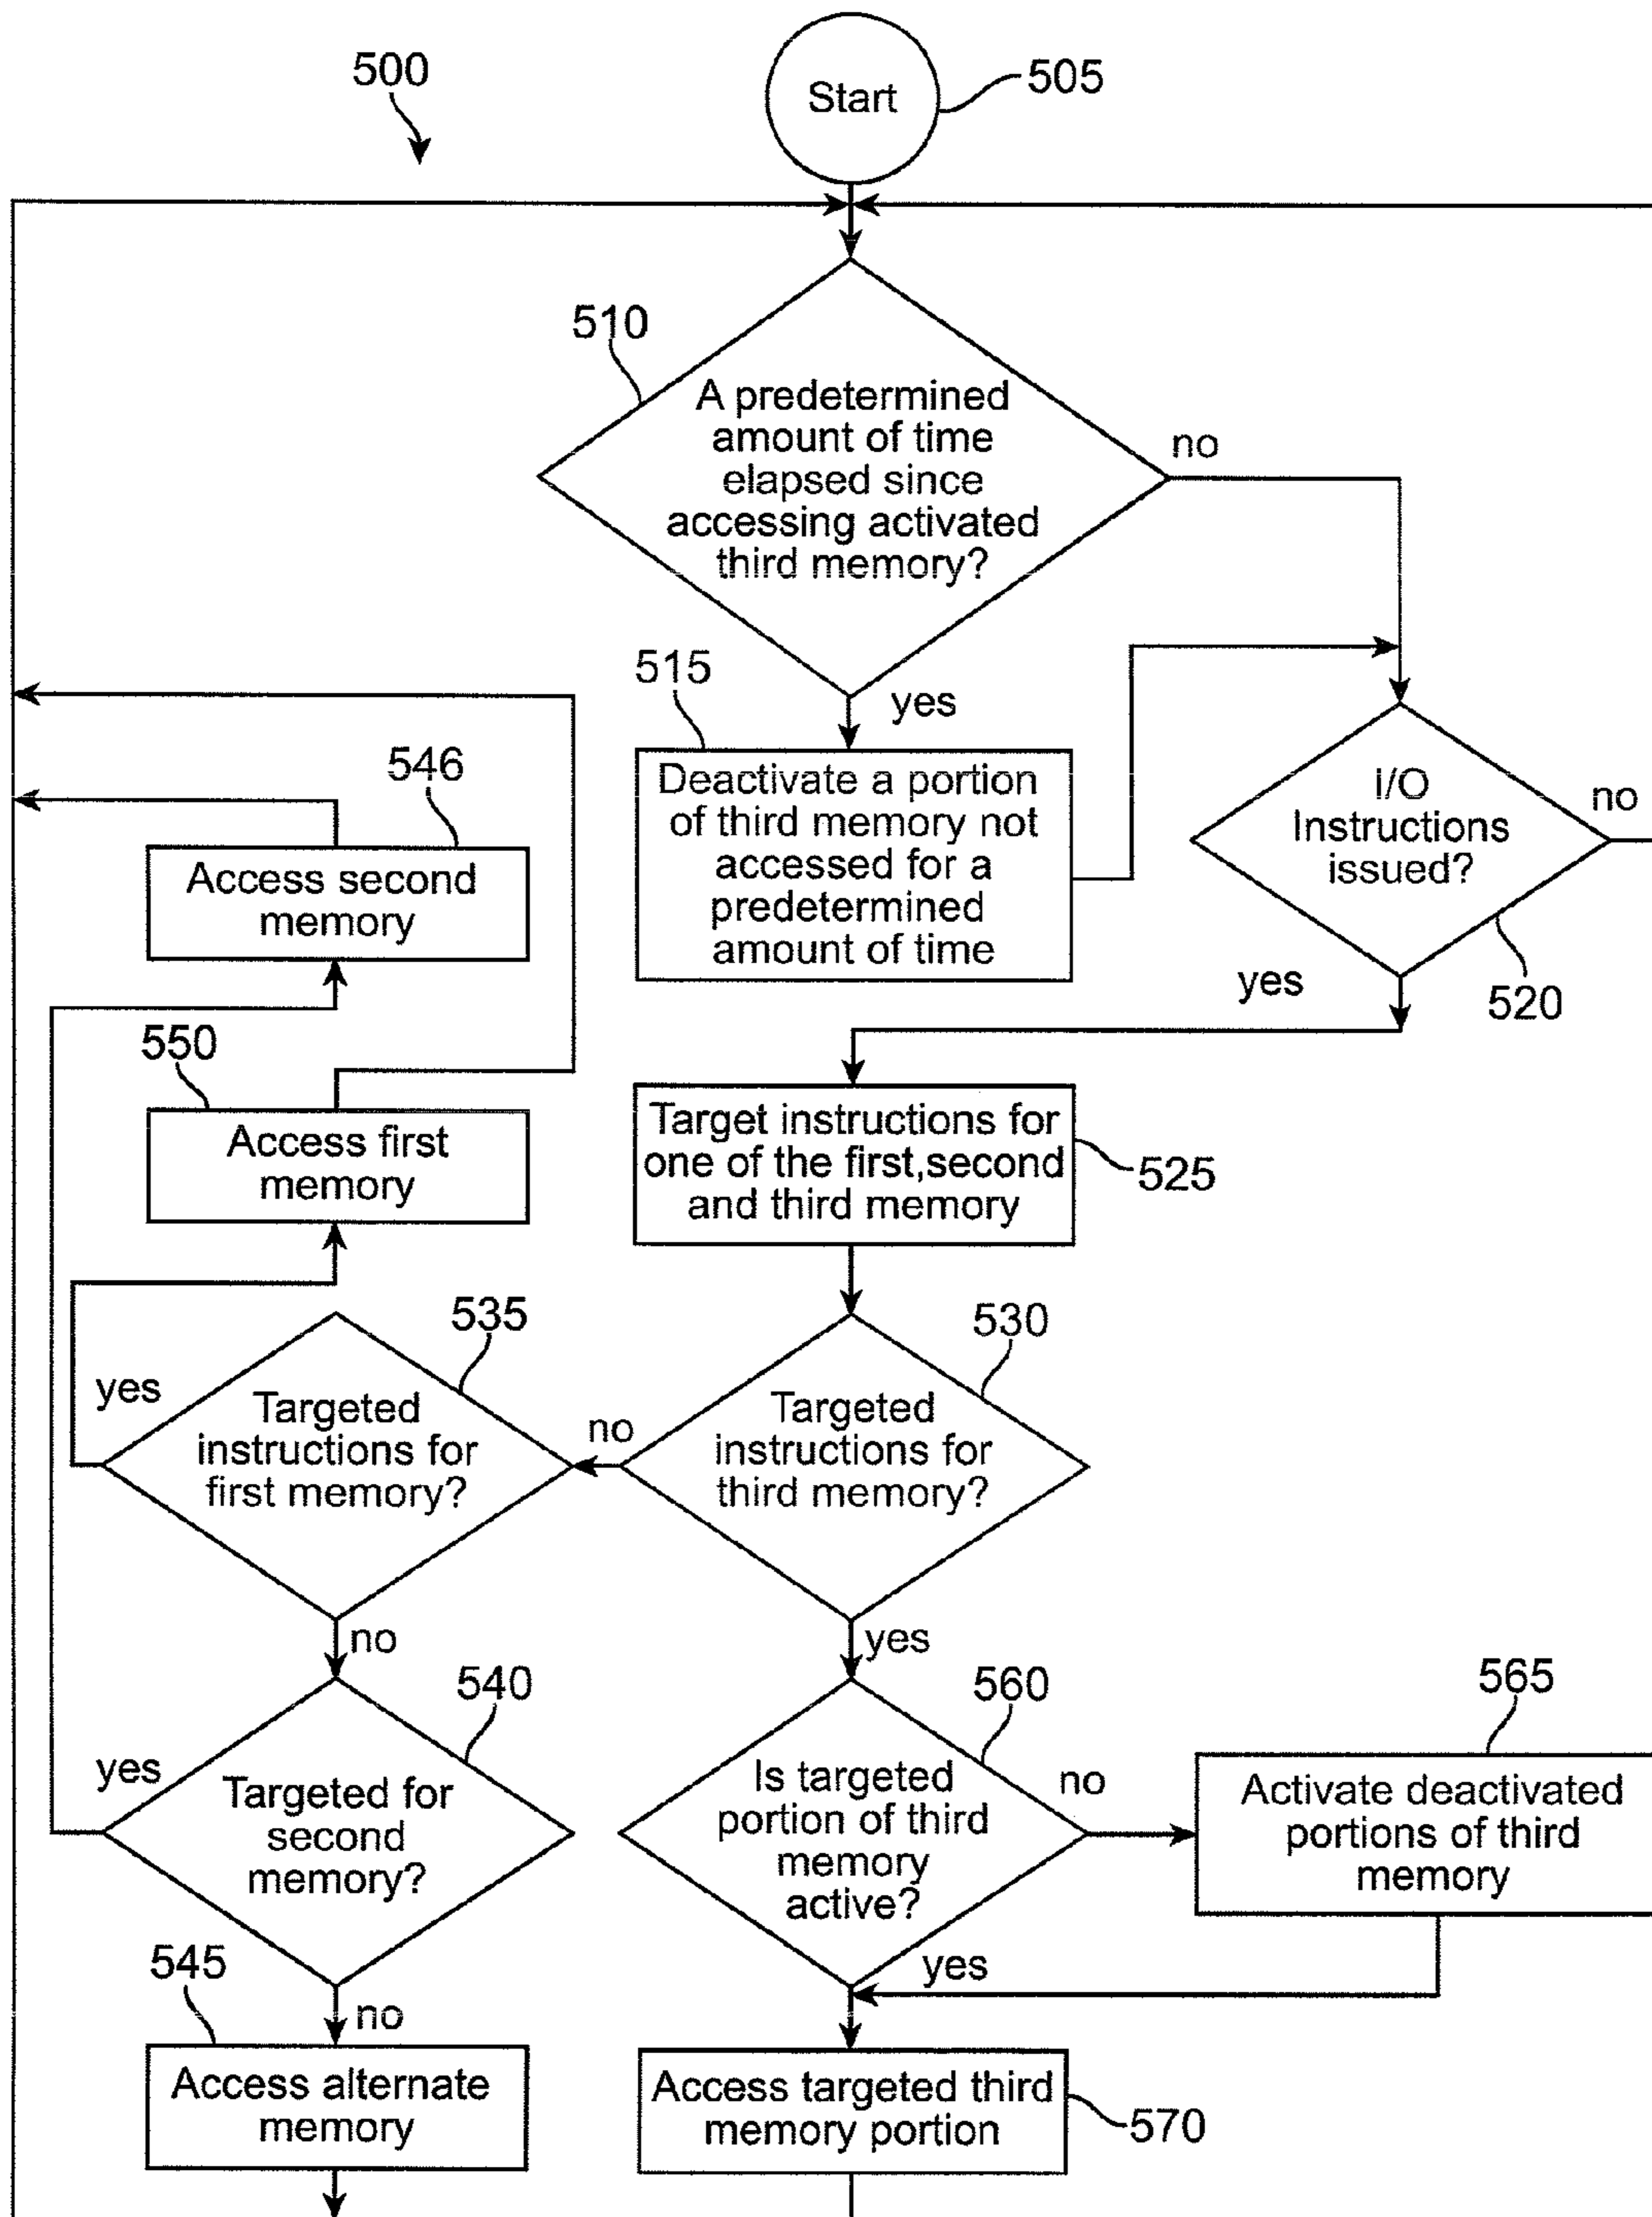 500
Start
505
510
A predetermined
amount of time
elapsed since
accessing activated
third memory?
no
yes
515
Deactivate a portion
of third memory not
accessed for a
predetermined
amount of time
I/O
Instructions
issued?
no
yes
520
546
Access second
memory
550
Access first
memory
Target instructions for
one of the first,second
and third memory
525
530
Targeted
instructions for
third memory?
no
yes
535
Targeted
instructions for
first memory?
yes
no
540
Targeted for
second
memory?
yes
no
545
Access alternate
memory
560
Is targeted
portion of third
memory
active?
no
yes
565
Activate deactivated
portions of third
memory
Access targeted third
memory portion
570